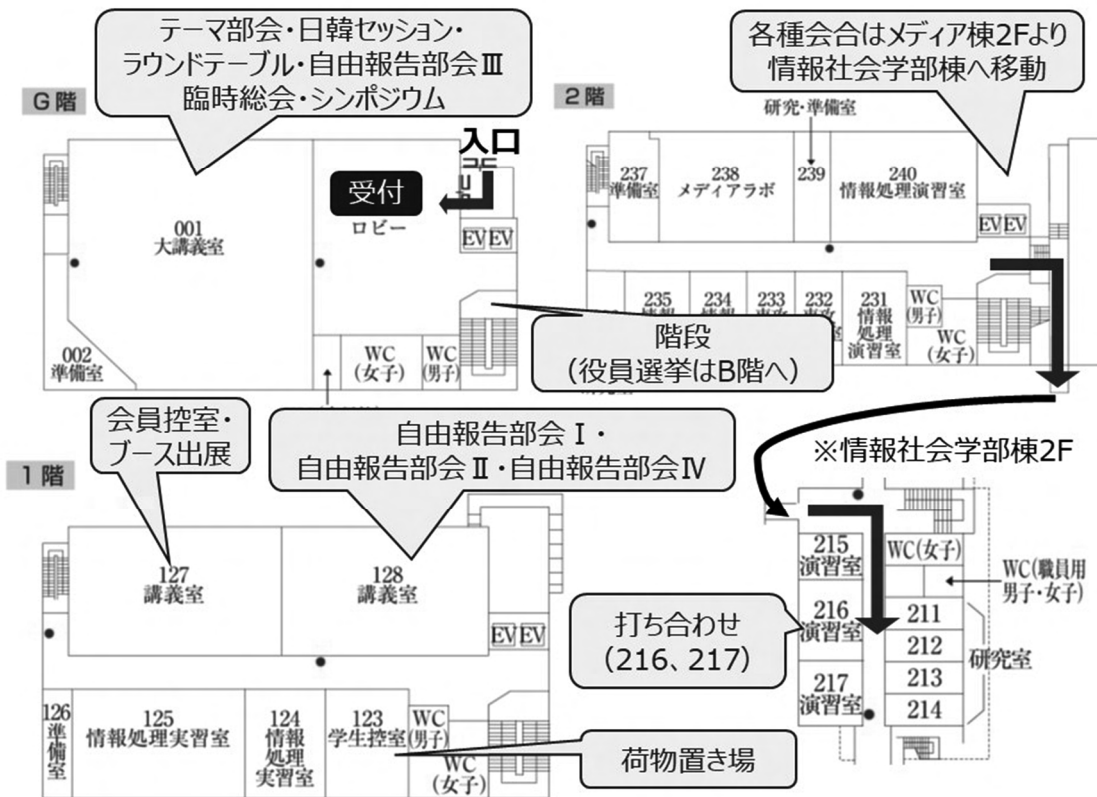 テーマ部会・日韓セッション・
ラウンドテーブル・自由報告部会Ⅲ
臨時総会・シンポジウム
G階
入口
受付
ロビー
EV EV
001
大講義室
002
準備室
WC
(女子)
WC
(男子)
階段
(役員選挙はB階へ)
各種会合はメディア棟2Fより
情報社会学部棟へ移動
2階
研究・準備室
237
準備室
238
メディアラボ
239
240
情報処理演習室
EV EV
235
234
233
232
231
情報
処理
演習室
WC
(男子)
WC
(女子)
会員控室・
ブース出展
自由報告部会Ⅰ・
自由報告部会Ⅱ・自由報告部会Ⅳ
1階
127
講義室
128
講義室
EV EV
126
準備室
125
情報処理実習室
124
情報
処理
実習室
123
学生控室
WC
(男子)
WC
(女子)
荷物置き場
※情報社会学部棟2F
215
演習室
216
演習室
217
演習室
打ち合わせ
(216、217)
WC(女子)
WC(職員用
男子・女子)
211
212
213
214
研究室